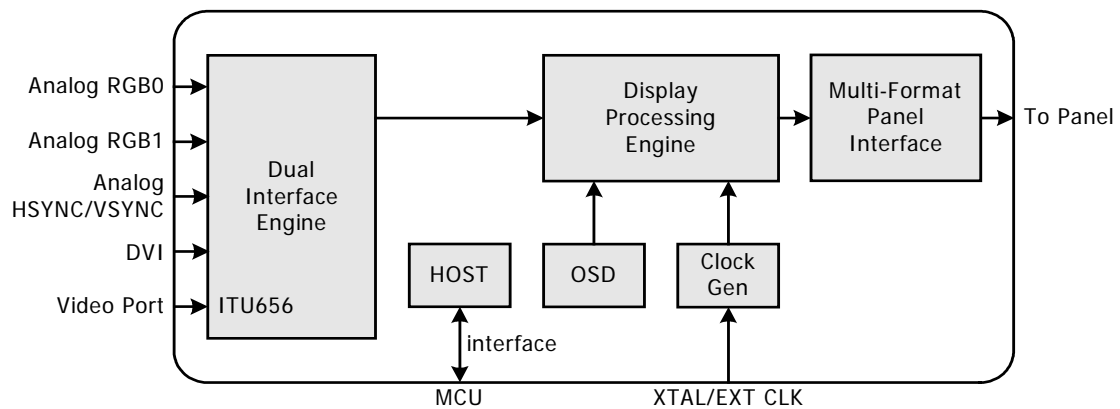 Analog RGB0
Analog RGB1
Analog
HSYNC/VSYNC
DVI
Video Port
Dual
Interface
Engine
ITU656
Display
Processing
Engine
Multi-Format
Panel
Interface
To Panel
HOST
OSD
Clock
Gen
interface
MCU
XTAL/EXT CLK